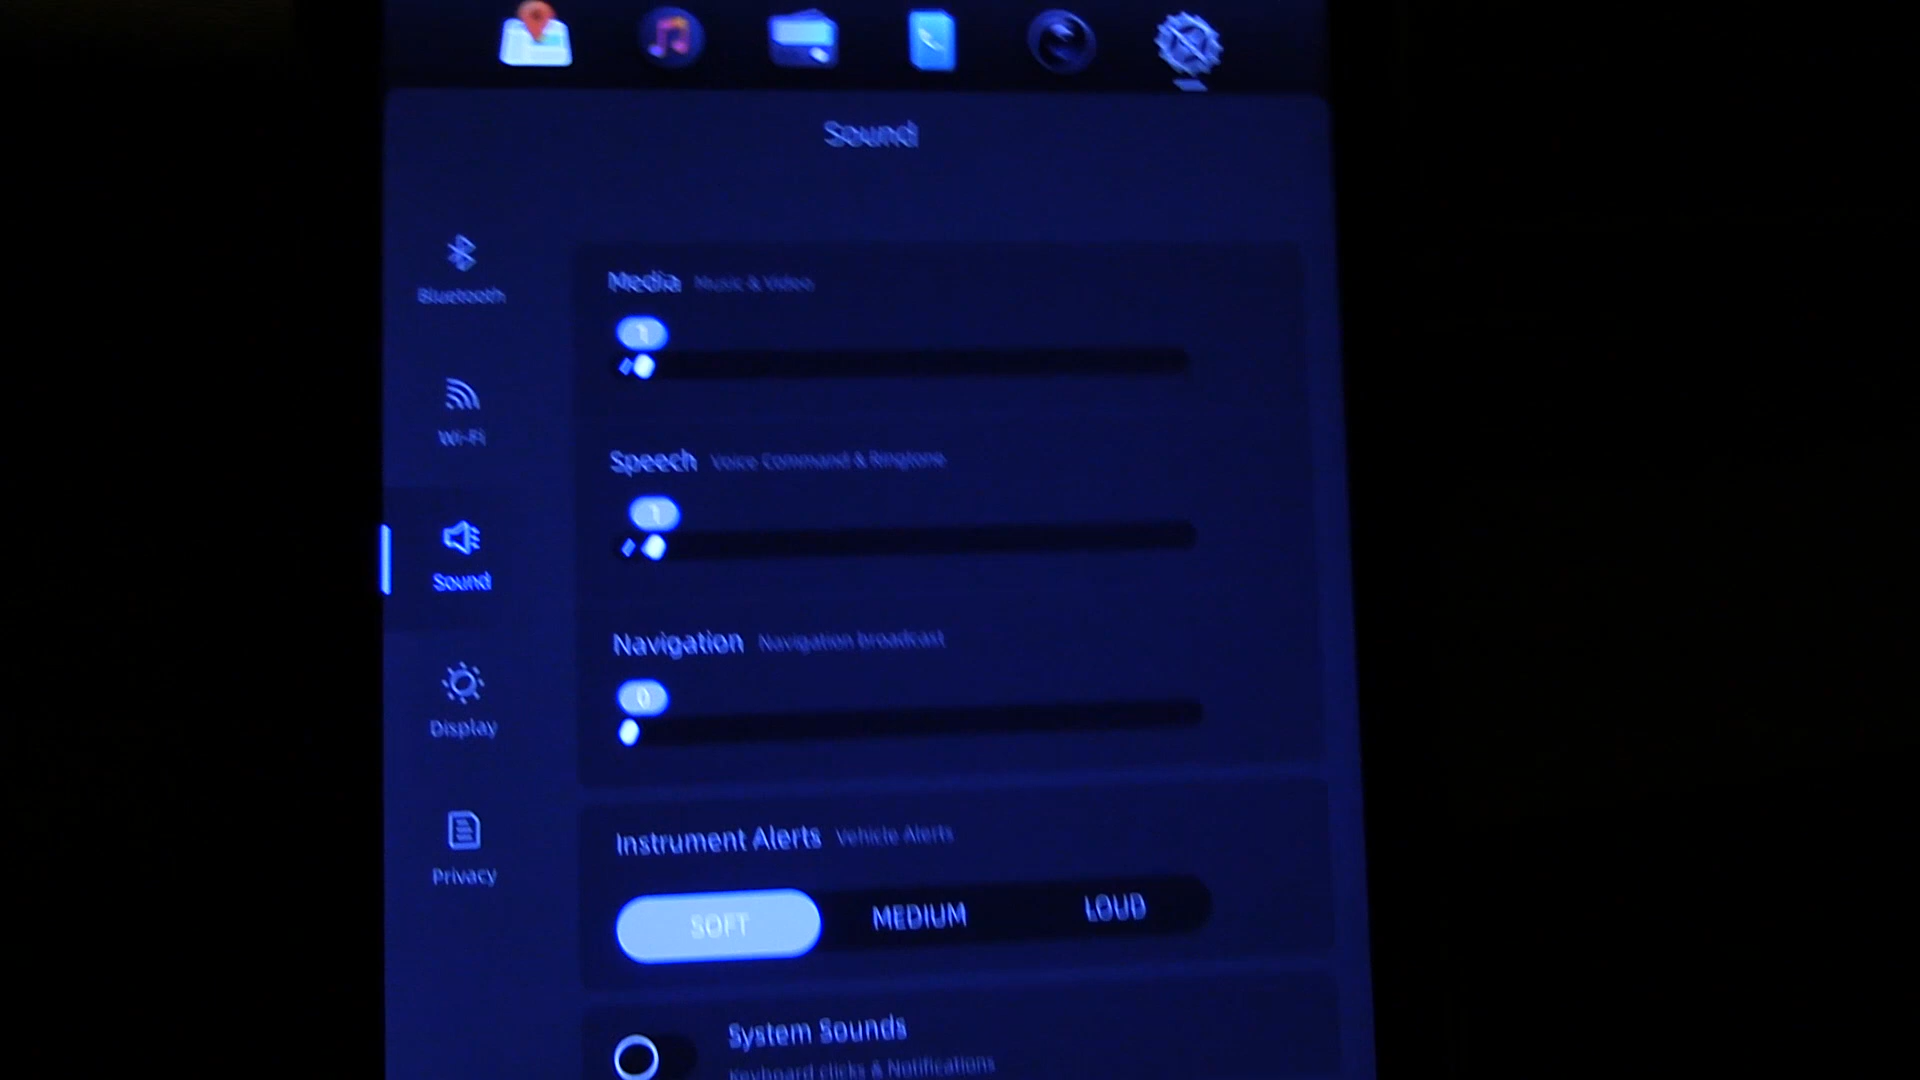 Sound
Bluetooth
Wi-Fi
Sound
Display
Privacy
Media Music & Video
1
Speech Voice Command & Ringtone
Navigation Navigation broadcast
0
Instrument Alerts Vehicle Alerts
SOFT MEDIUM LOUD
System Sounds
Keyboard clicks & Notifications